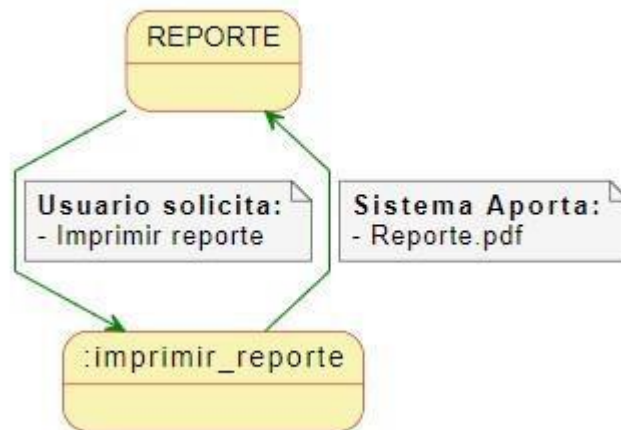 REPORTE
Usuario solicita:
- Imprimir reporte
Sistema Aporta:
- Reporte.pdf
:imprimir_reporte